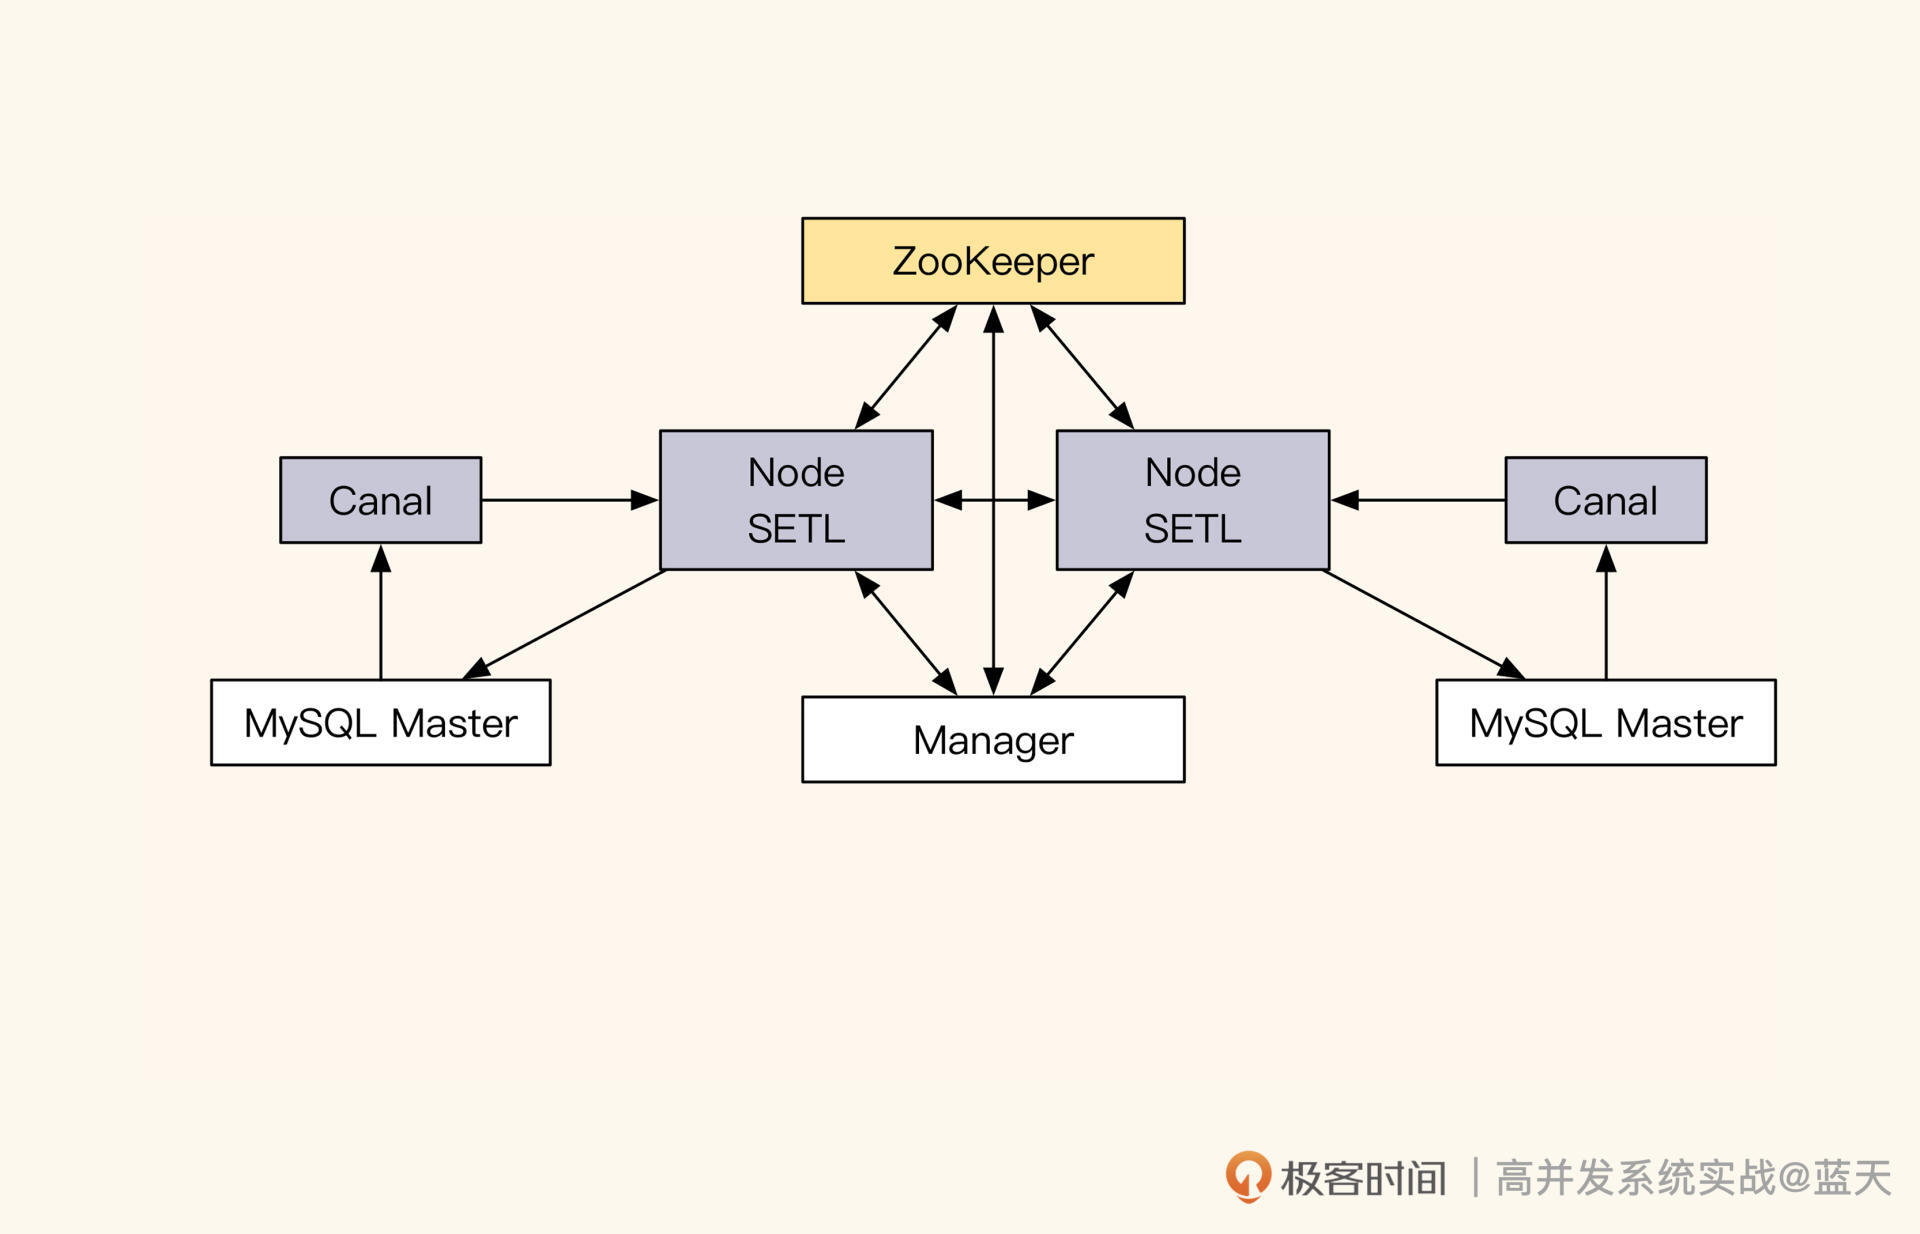 ZooKeeper
Canal
Node
SETL
Node
SETL
Canal
MySQL Master
Manager
MySQL Master
极客时间 | 高并发系统实战@蓝天